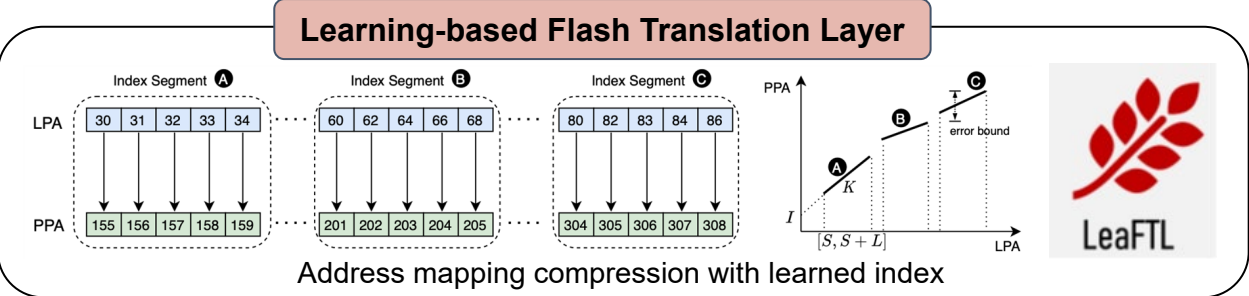 Learning-based Flash Translation Layer
Index Segment A
Index Segment B
Index Segment C
LPA
30 31 32 33 34
....
60 62 64 66 68
....
80 82 83 84 86
PPA
155 156 157 158 159
....
201 202 203 204 205
....
304 305 306 307 308
PPA
A
B
C
error bound
K
I
[S, S + L]
LPA
LeaFTL
Address mapping compression with learned index